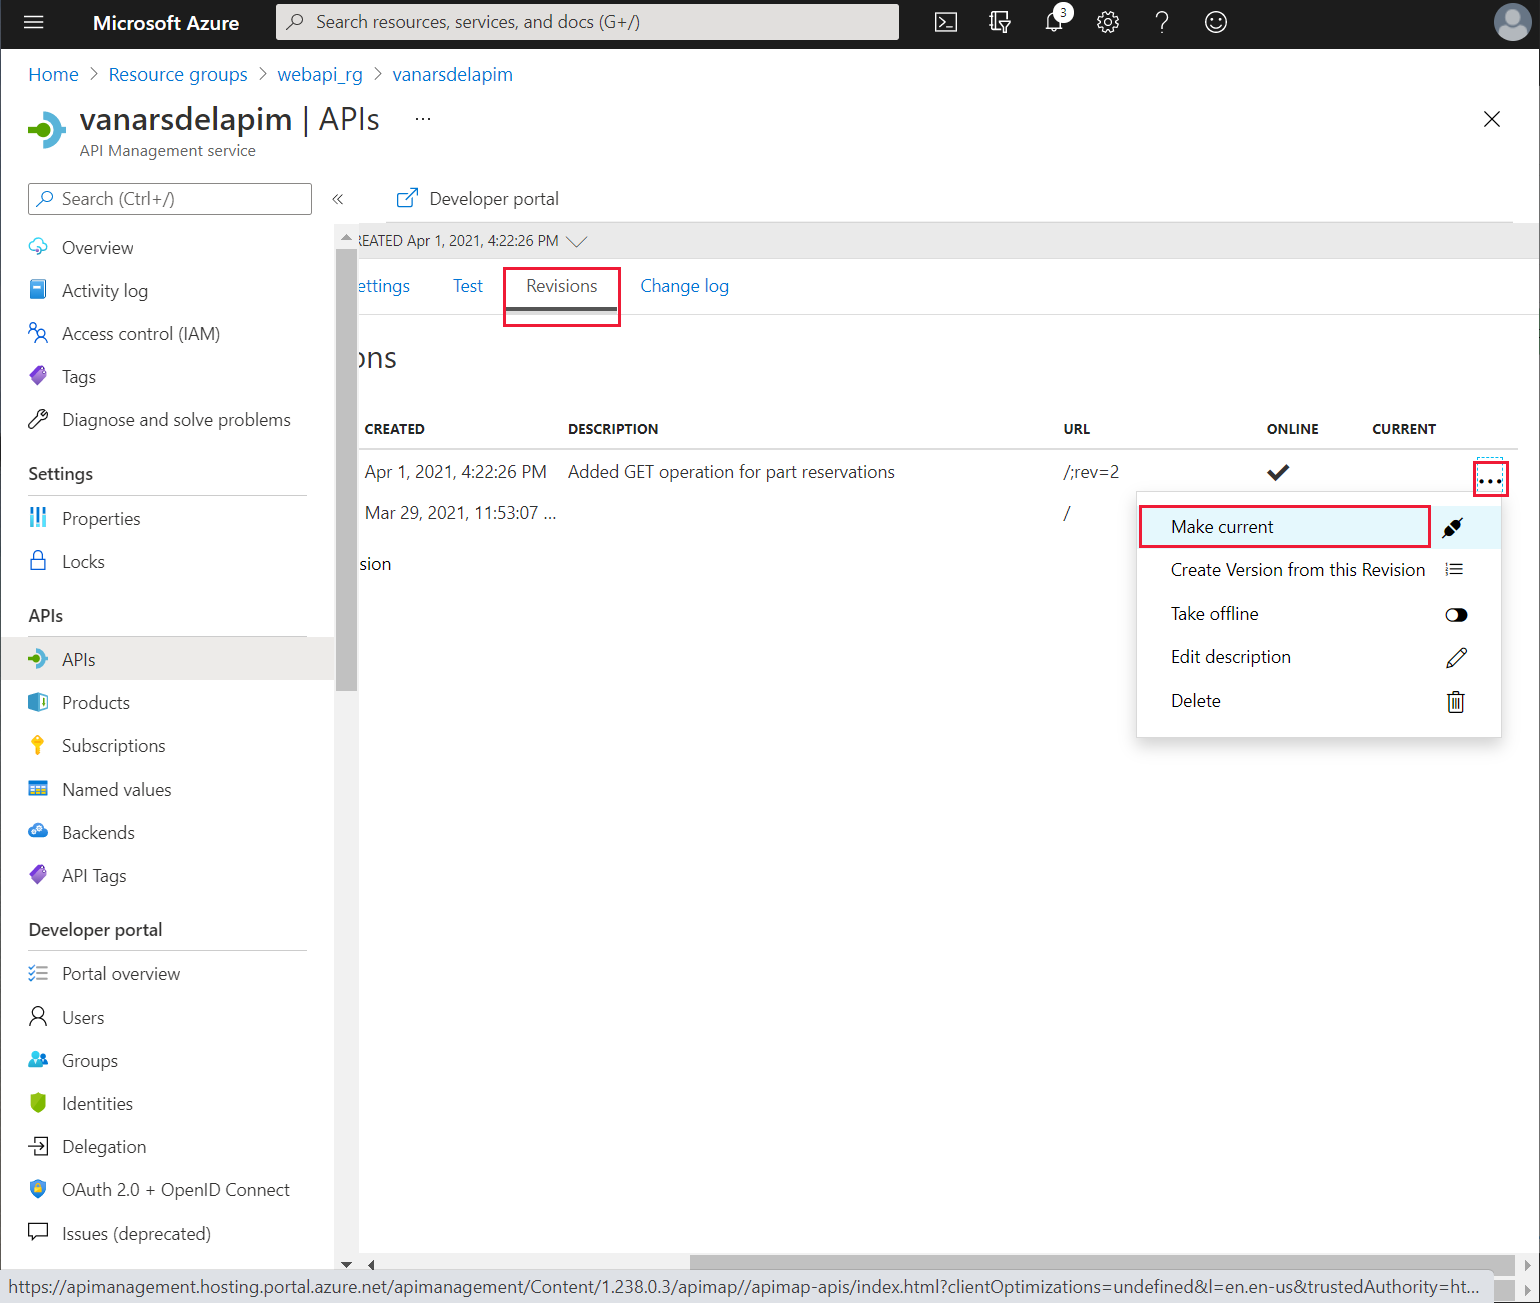 Microsoft Azure
Search resources, services, and docs (G+/)
3
Home > Resource groups > webapi_rg > vanarsdelapim
vanarsdelapim | APIs ...
API Management service
Search (Ctrl+/)
«
Developer portal
REATED Apr 1, 2021, 4:22:26 PM
ettings Test Revisions Change log
ons
CREATED DESCRIPTION URL ONLINE CURRENT
Apr 1, 2021, 4:22:26 PM Added GET operation for part reservations /;rev=2
Mar 29, 2021, 11:53:07 ... /
sion
Make current
Create Version from this Revision
Take offline
Edit description
Delete
Overview
Activity log
Access control (IAM)
Tags
Diagnose and solve problems
Settings
Properties
Locks
APIs
APIs
Products
Subscriptions
Named values
Backends
API Tags
Developer portal
Portal overview
Users
Groups
Identities
Delegation
OAuth 2.0 + OpenID Connect
Issues (deprecated)
https://apimanagement.hosting.portal.azure.net/apimanagement/Content/1.238.0.3/apimap//apimap-apis/index.html?clientOptimizations=undefined&l=en.en-us&trustedAuthority=ht...